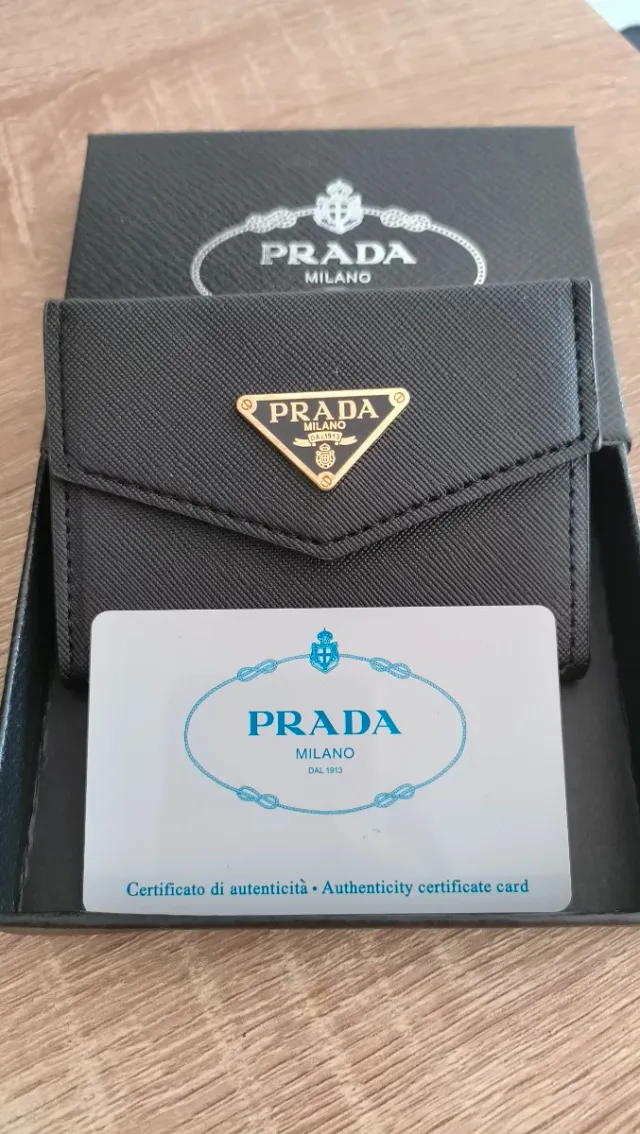 PRADA
MILANO
PRADA
MILANO
DAL 1913
PRADA
MILANO
DAL 1913
Certificato di autenticità • Authenticity certificate card